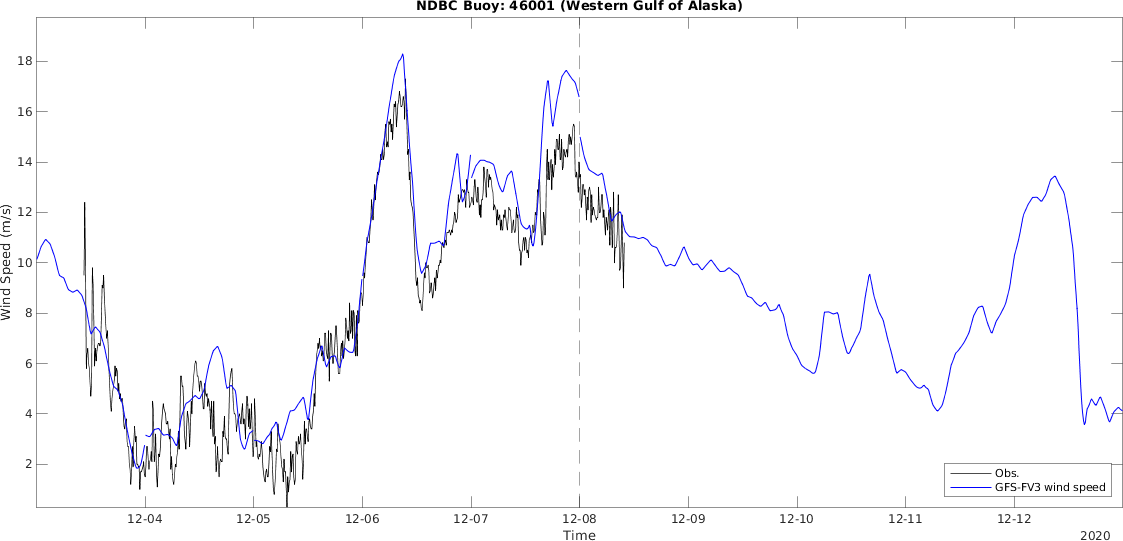 NDBC Buoy: 46001 (Western Gulf of Alaska)
18
16
14
12
10
8
6
4
2
Wind Speed (m/s)
Obs.
GFS-FV3 wind speed
12-04 12-05 12-06 12-07 12-08 12-09 12-10 12-11 12-12
Time
2020